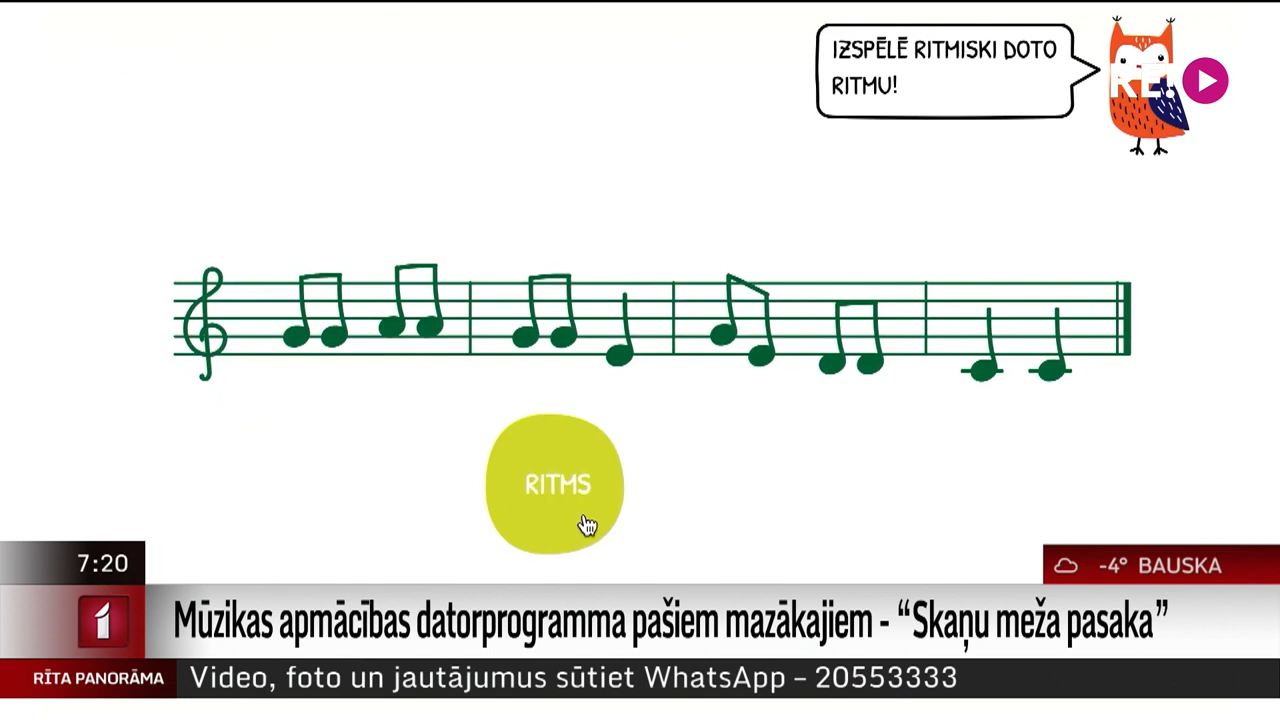 IZSPĒLĒ RITMISKI DOTO
RITMU!
RE:
RITMS
7:20
-4° BAUSKA
1
Mūzikas apmācības datorprogramma pašiem mazākajiem - “Skaņu meža pasaka”
RĪTA PANORĀMA
Video, foto un jautājumus sūtiet WhatsApp – 20553333